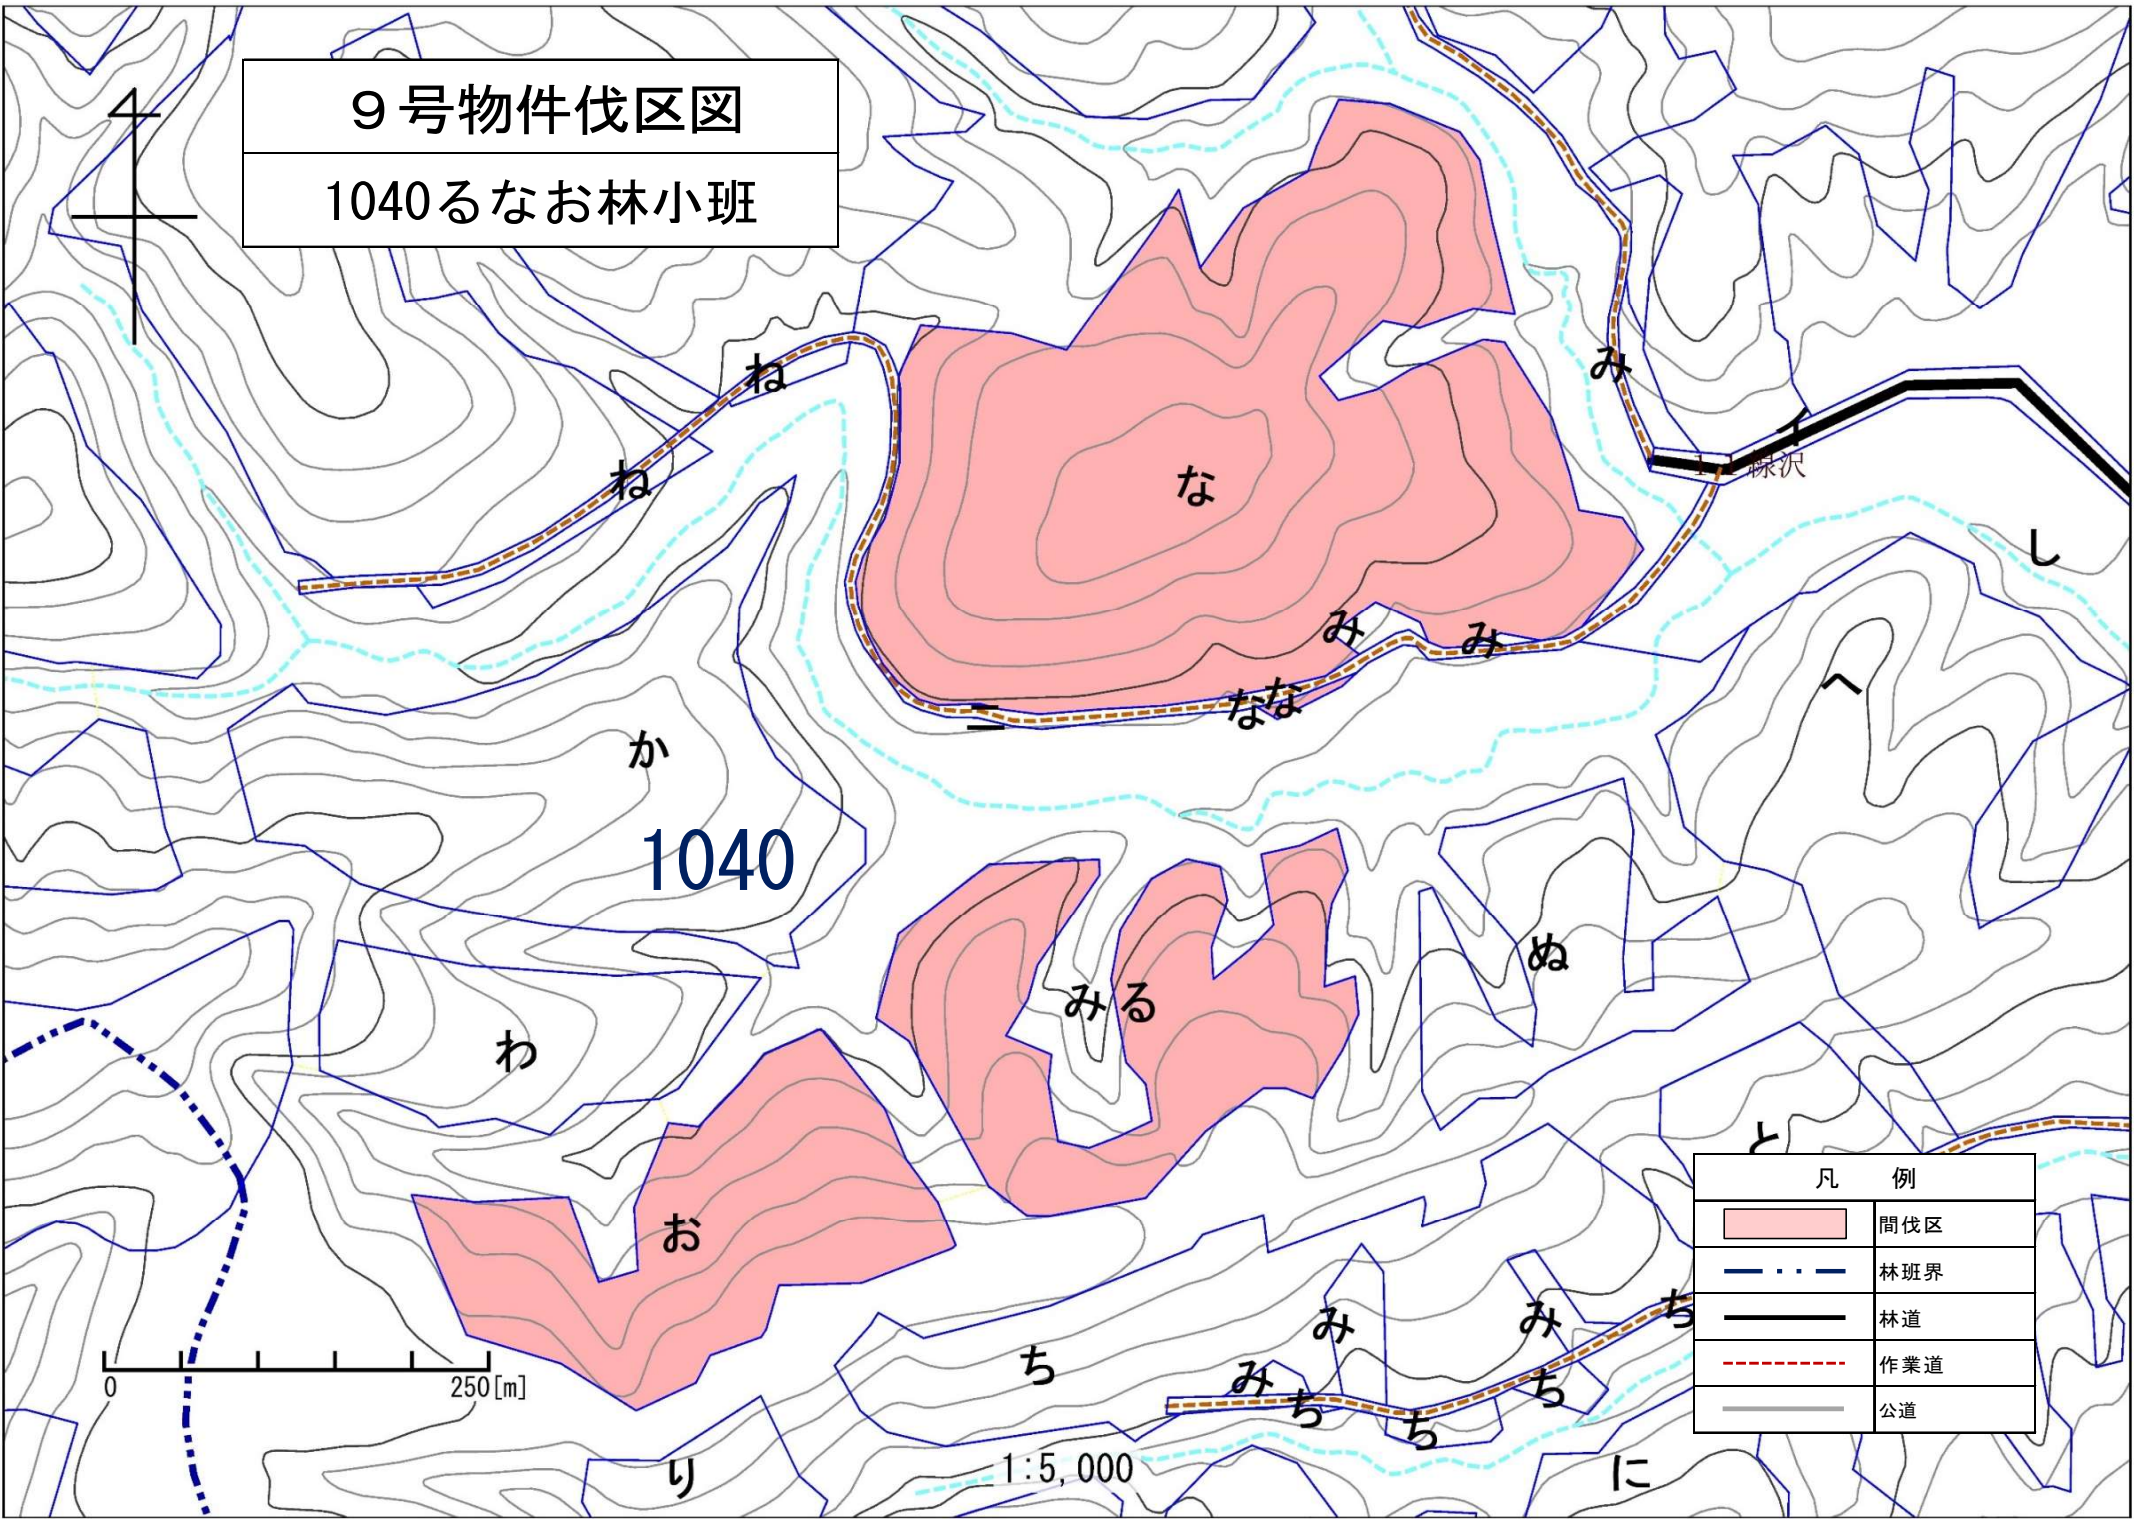 ９号物件伐区図
1040るなお林小班
ね
み
イ
ね
な
し
み
み
へ
な
な
ニ
か
1040
ぬ
み
る
わ
と
お
凡 例
間伐区
林班界
林道
作業道
公道
み
み
ち
ち
み
ち
ち
ち
0
250[m]
1:5,000
り
に